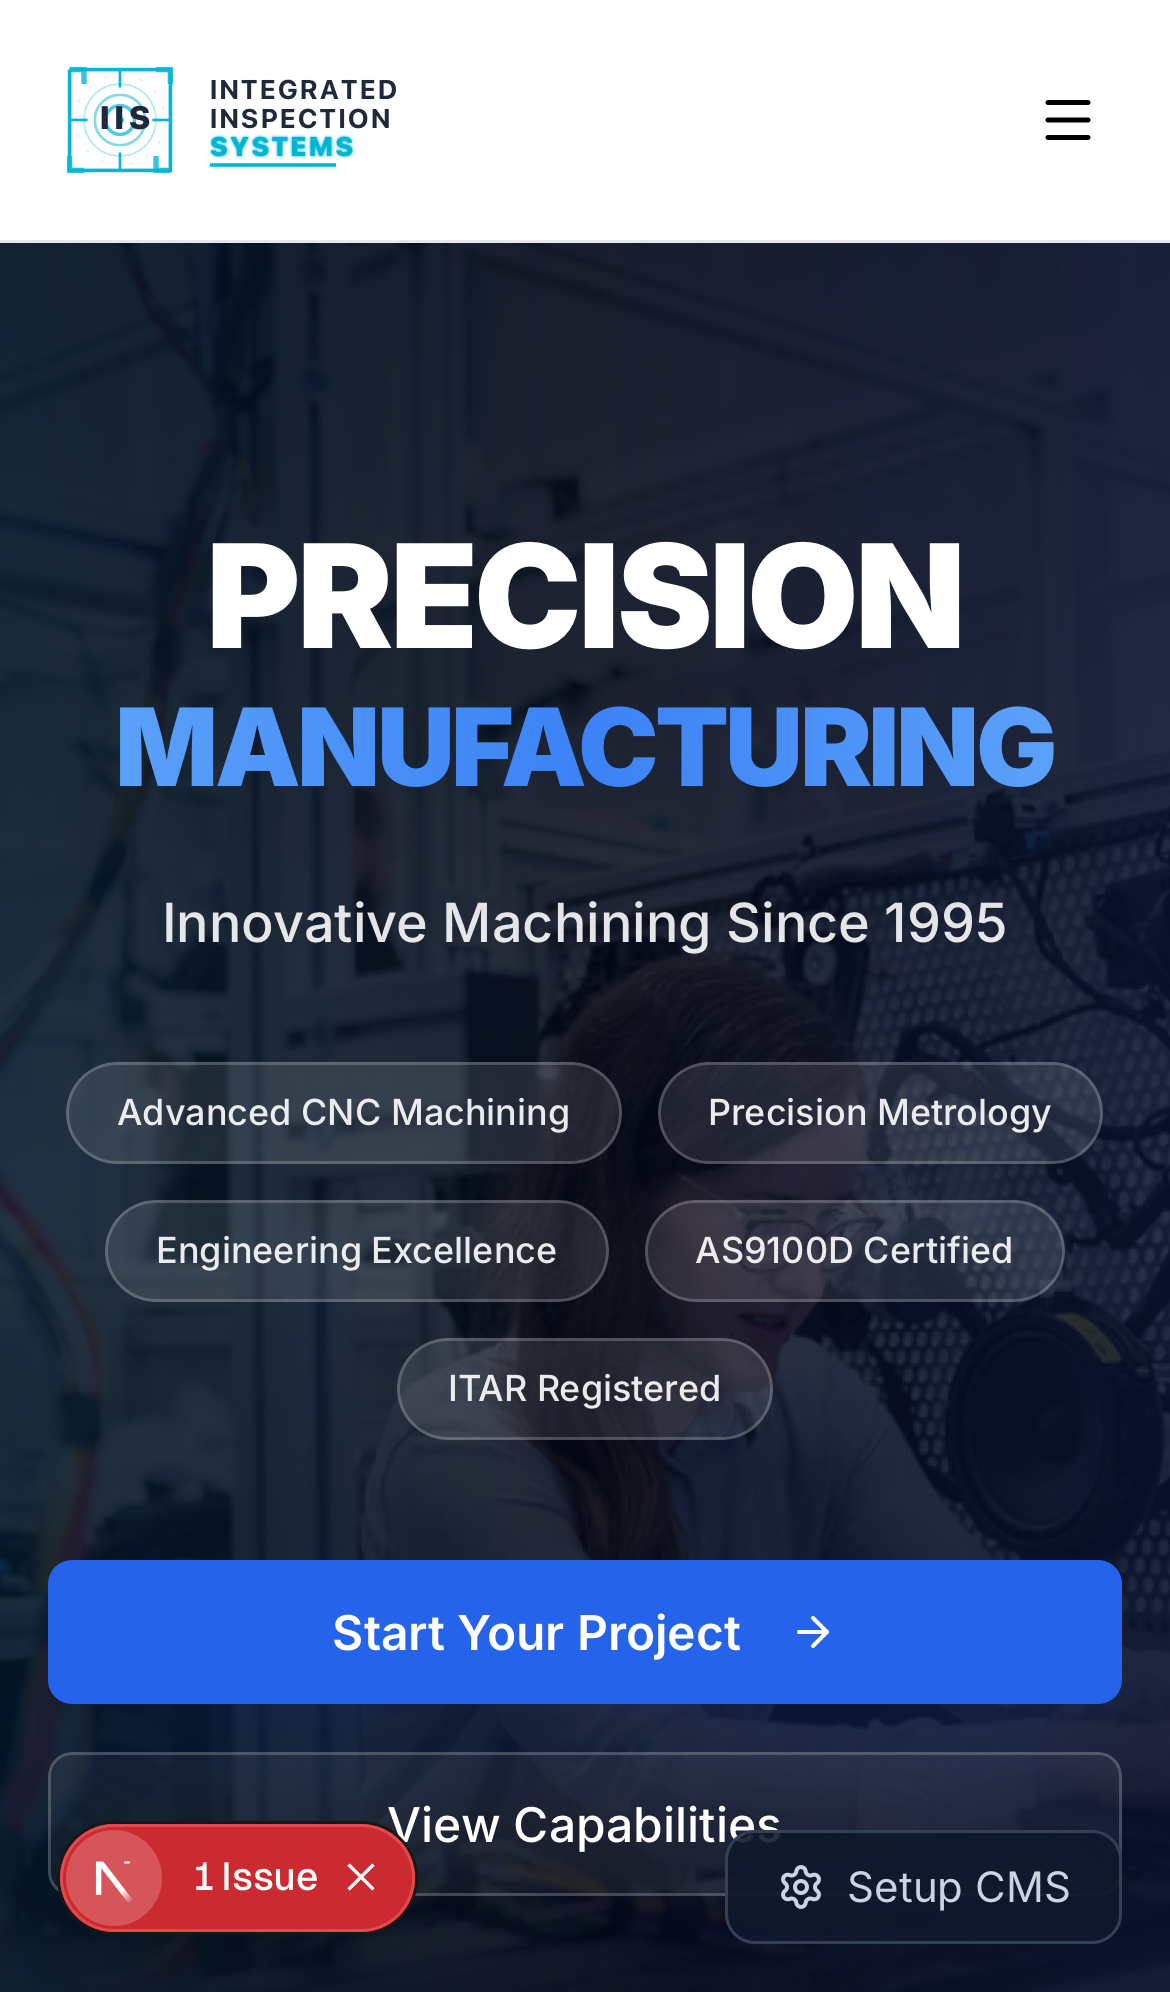 IIS
INTEGRATED
INSPECTION
SYSTEMS
PRECISION
MANUFACTURING
Innovative Machining Since 1995
Advanced CNC Machining
Precision Metrology
Engineering Excellence
AS9100D Certified
ITAR Registered
Start Your Project →
View Capabilities
N 1 Issue
Setup CMS